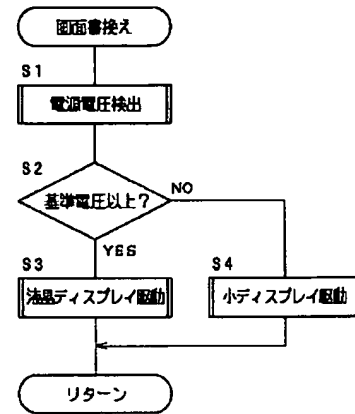 画面書換え
S1
電源電圧検出
S2
基準電圧以上?
NO
YES
S3
液晶ディスプレイ駆動
S4
小ディスプレイ駆動
リターン